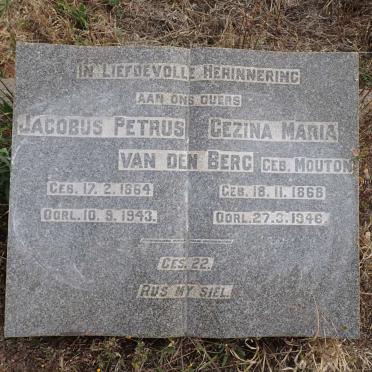 IN LIEFDEVOLLE HERINNERING
AAN ONS OUERS
JACOBUS PETRUS GEZINA MARIA
VAN DEN BERG GEB. MOUTON
GEB. 17. 2. 1864 GEB. 18. 11. 1868
OORL. 10. 9. 1943. OORL. 27. 3. 1946.
GES. 22.
RUS MY SIEL.